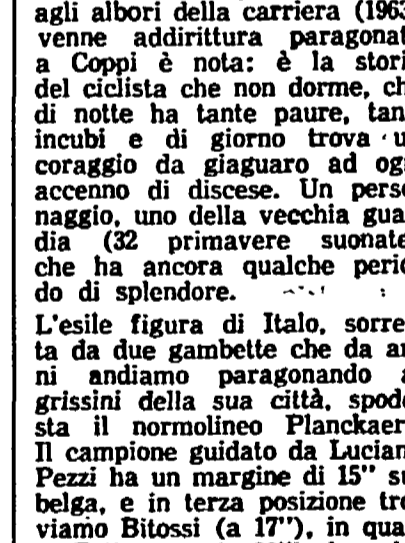 agli albori della carriera (1963
venne addirittura paragonat
a Coppi è nota: è la stori
del ciclista che non dorme, ch
di notte ha tante paure, tan
incubi e di giorno trova u
coraggio da giaguaro ad og
accenno di discese. Un perso
naggio, uno della vecchia gua
dia (32 primavere suonate
che ha ancora qualche perio
do di splendore.
L'esile figura di Italo, sorre
ta da due gambette che da an
ni andiamo paragonando a
grissini della sua città, spode
sta il normolineo Planckaer
Il campione guidato da Lucian
Pezzi ha un margine di 15" su
belga, e in terza posizione tro
viamo Bitossi (a 17"), in qua